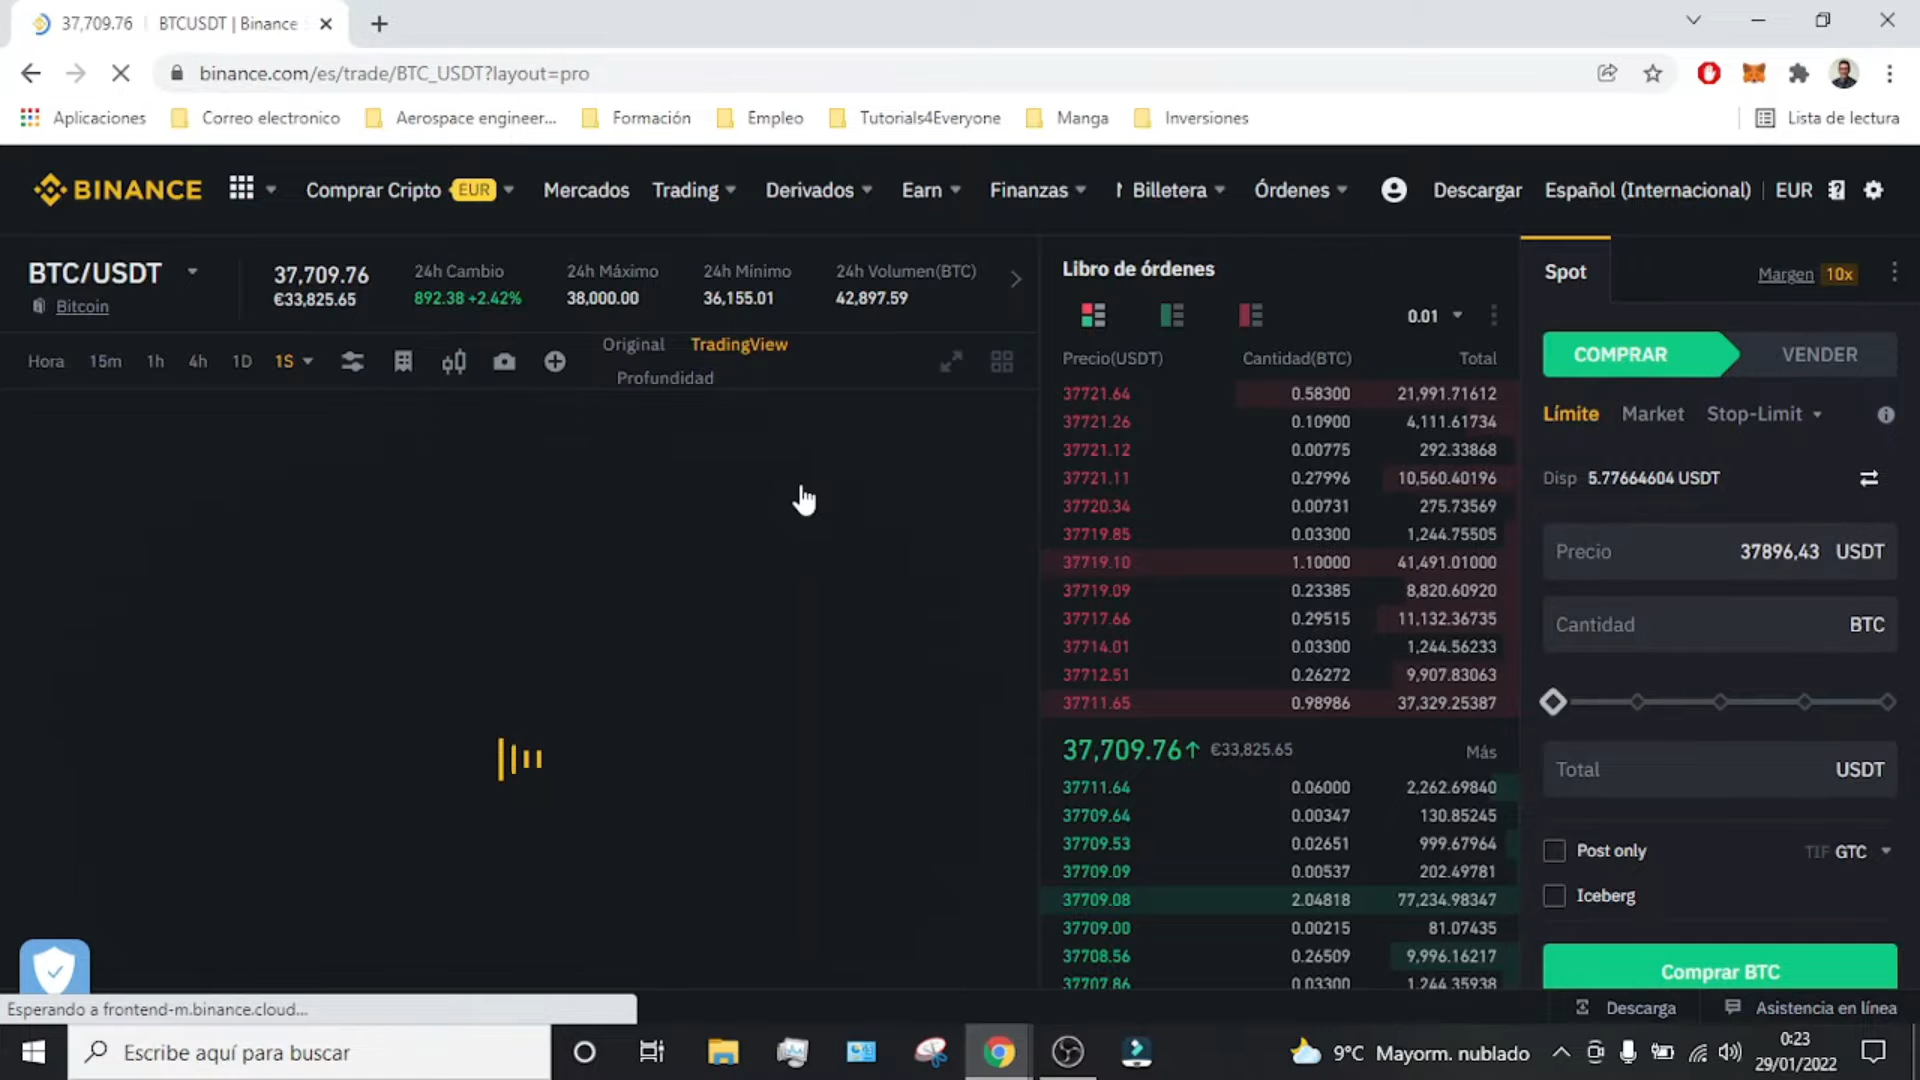 37,709.76 | BTCUSDT | Binance
binance.com/es/trade/BTC_USDT?layout=pro
Aplicaciones Correo electronico Aerospace engineer... Formación Empleo Tutorials4Everyone Manga Inversiones Lista de lectura
BINANCE Comprar Cripto EUR Mercados Trading Derivados Earn Finanzas Billetera Órdenes Descargar Español (Internacional) EUR
BTC/USDT 37,709.76 24h Cambio 24h Máximo 24h Mínimo 24h Volumen(BTC)
Bitcoin €33,825.65 892.38 +2.42% 38,000.00 36,155.01 42,897.59
Hora 15m 1h 4h 1D 1S Original TradingView
Profundidad
Libro de órdenes
0.01
Precio(USDT) Cantidad(BTC) Total
37721.64 0.58300 21,991.71612
37721.26 0.10900 4,111.61734
37721.12 0.00775 292.33868
37721.11 0.27996 10,560.40196
37720.34 0.00731 275.73569
37719.85 0.03300 1,244.75505
37719.10 1.10000 41,491.01000
37719.09 0.23385 8,820.60920
37717.66 0.29515 11,132.36735
37714.01 0.03300 1,244.56233
37712.51 0.26272 9,907.83063
37711.65 0.98986 37,329.25387
37,709.76↑ €33,825.65 Más
37711.64 0.06000 2,262.69840
37709.64 0.00347 130.85245
37709.53 0.02651 999.67964
37709.09 0.00537 202.49781
37709.08 2.04818 77,234.98347
37709.00 0.00215 81.07435
37708.56 0.26509 9,996.16217
37707.86 0.03300 1,244.35938
Spot Margen 10x
COMPRAR VENDER
Límite Market Stop-Limit
Disp 5.77664604 USDT
Precio 37896,43 USDT
Cantidad BTC
Total USDT
Post only TIF GTC
Iceberg
Comprar BTC
Esperando a frontend-m.binance.cloud...
Descarga Asistencia en línea
Escribe aquí para buscar
9°C Mayorm. nublado
0:23
29/01/2022